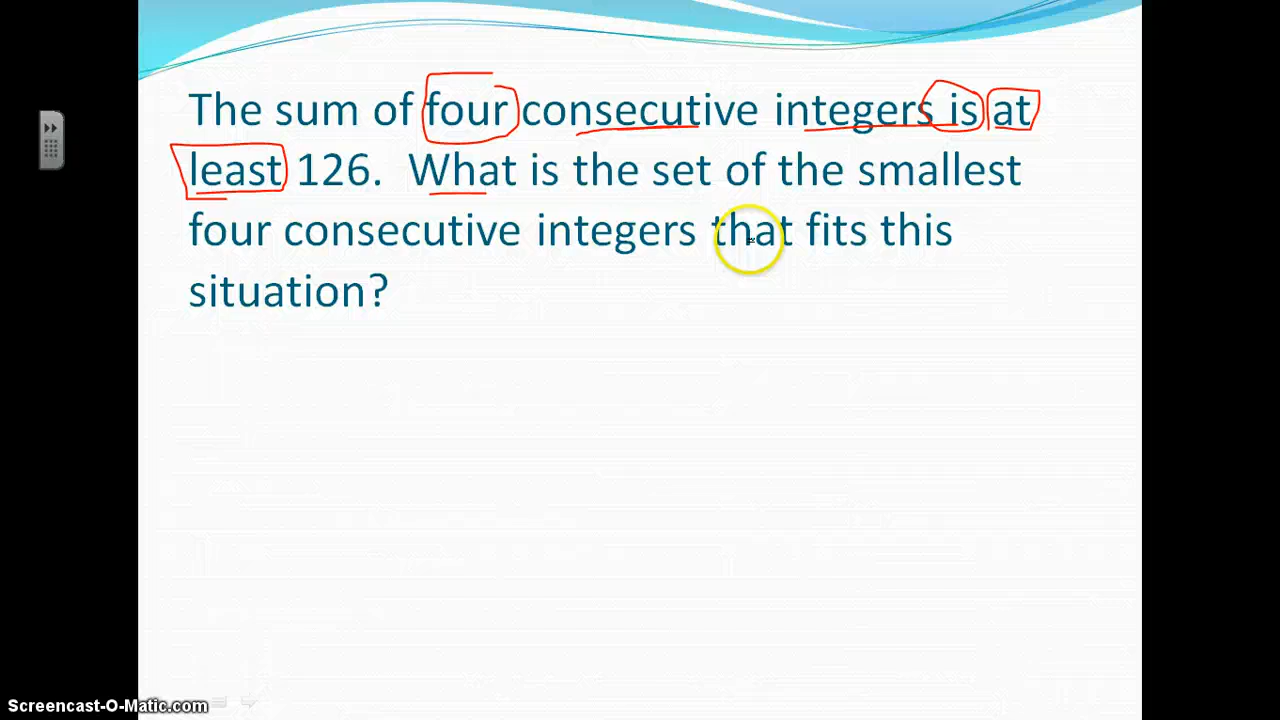 The sum of four consecutive integers is at
least 126. What is the set of the smallest
four consecutive integers that fits this
situation?
Screencast-O-Matic.com